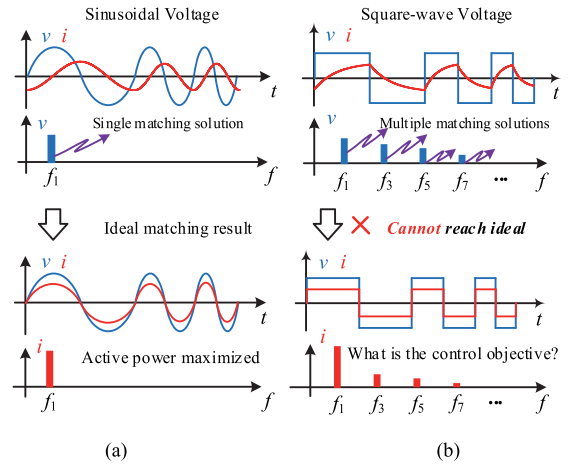 Sinusoidal Voltage
v i
t
v
Single matching solution
f1
f
Ideal matching result
v i
t
i
Active power maximized
f1
f
(a)
Square-wave Voltage
v i
t
v
Multiple matching solutions
f1 f3 f5 f7 ... f
Cannot reach ideal
v i
t
i
What is the control objective?
f1 f3 f5 f7 ... f
(b)